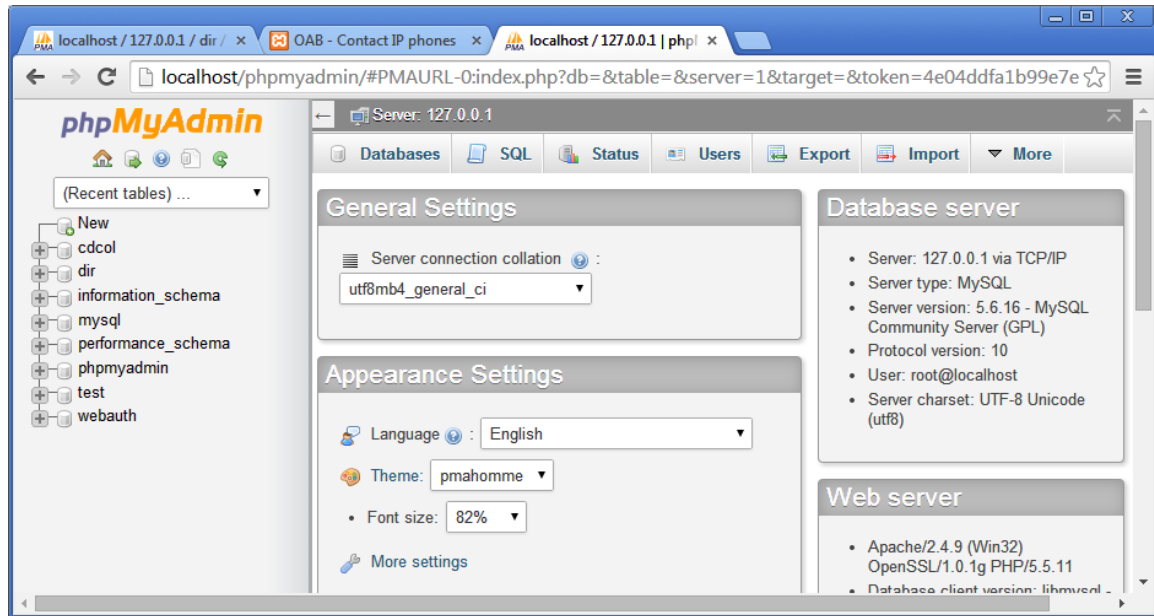 localhost / 127.0.0.1 / dir /
OAB - Contact IP phones
localhost / 127.0.0.1 | phpl
localhost/phpmyadmin/#PMAURL-0:index.php?db=&table=&server=1&target=&token=4e04ddfa1b99e7e
phpMyAdmin
(Recent tables) ...
New
cdcol
dir
information_schema
mysql
performance_schema
phpmyadmin
test
webauth
Server: 127.0.0.1
Databases SQL Status Users Export Import More
General Settings
Server connection collation :
utf8mb4_general_ci
Appearance Settings
Language : English
Theme: pmahomme
• Font size: 82%
More settings
Database server
• Server: 127.0.0.1 via TCP/IP
• Server type: MySQL
• Server version: 5.6.16 - MySQL
Community Server (GPL)
• Protocol version: 10
• User: root@localhost
• Server charset: UTF-8 Unicode
(utf8)
Web server
• Apache/2.4.9 (Win32)
OpenSSL/1.0.1g PHP/5.5.11
• Database client version: libmysql -